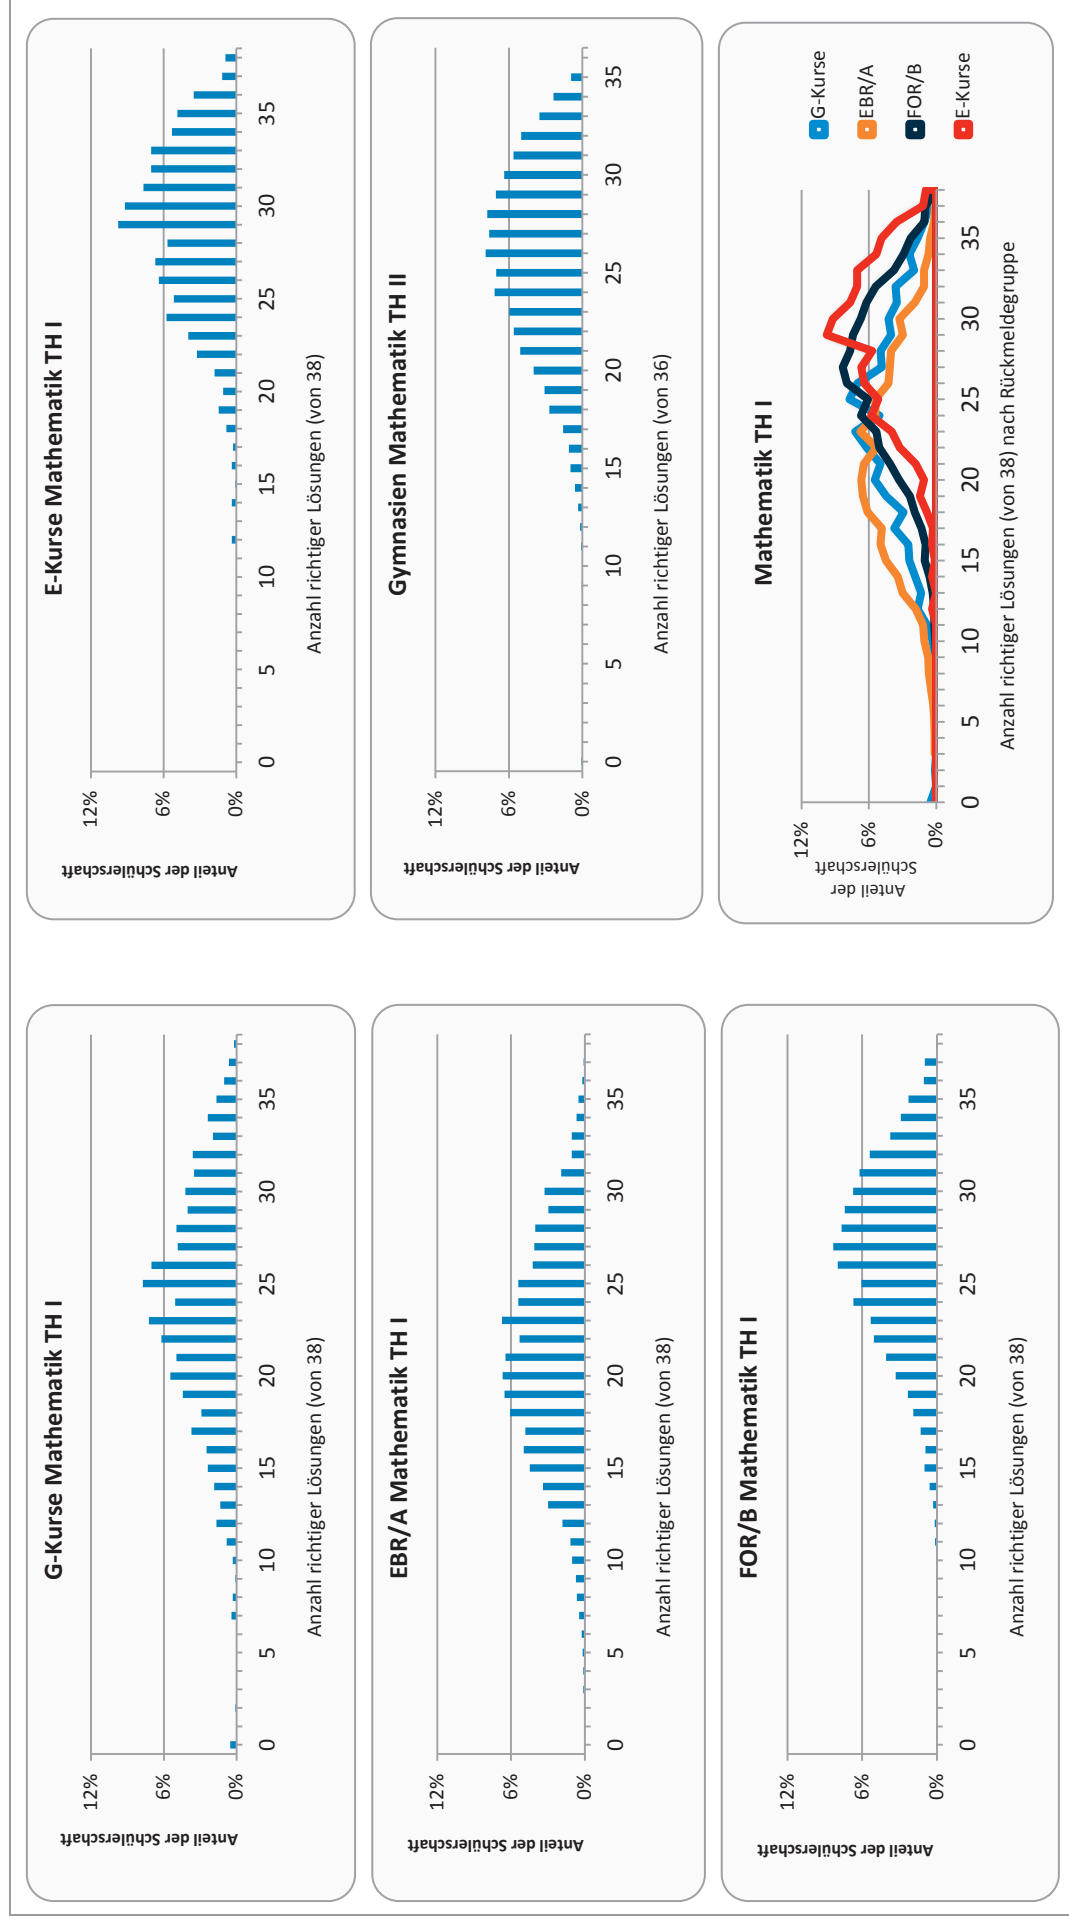 G-Kurse Mathematik TH I
Anteil der Schülerschaft
12%
6%
0%
0 5 10 15 20 25 30 35
Anzahl richtiger Lösungen (von 38)
E-Kurse Mathematik TH I
Anteil der Schülerschaft
12%
6%
0%
0 5 10 15 20 25 30 35
Anzahl richtiger Lösungen (von 38)
EBR/A Mathematik TH I
Anteil der Schülerschaft
12%
6%
0%
0 5 10 15 20 25 30 35
Anzahl richtiger Lösungen (von 38)
Gymnasien Mathematik TH II
Anteil der Schülerschaft
12%
6%
0%
0 5 10 15 20 25 30 35
Anzahl richtiger Lösungen (von 36)
FOR/B Mathematik TH I
Anteil der Schülerschaft
12%
6%
0%
0 5 10 15 20 25 30 35
Anzahl richtiger Lösungen (von 38)
Mathematik TH I
Anteil der
Schülerschaft
12%
6%
0%
0 5 10 15 20 25 30 35
Anzahl richtiger Lösungen (von 38) nach Rückmeldegruppe
G-Kurse
EBR/A
FOR/B
E-Kurse